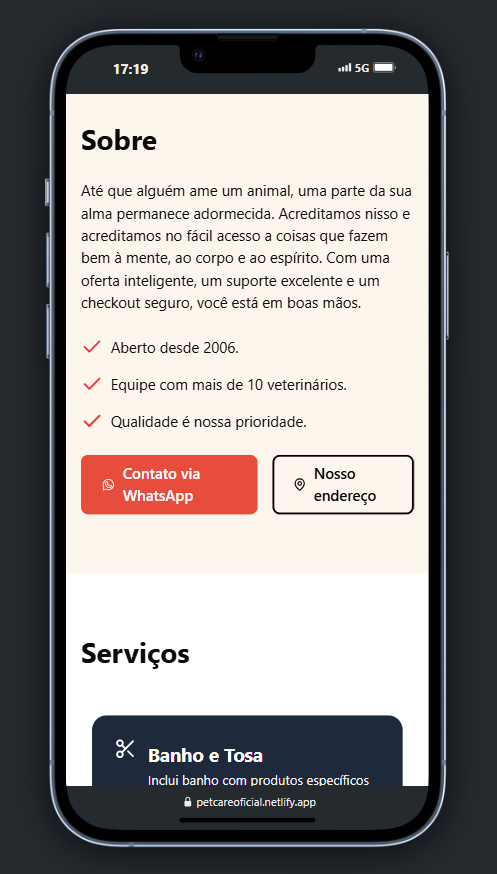 17:19
5G
Sobre
Até que alguém ame um animal, uma parte da sua
alma permanece adormecida. Acreditamos nisso e
acreditamos no fácil acesso a coisas que fazem
bem à mente, ao corpo e ao espírito. Com uma
oferta inteligente, um suporte excelente e um
checkout seguro, você está em boas mãos.
Aberto desde 2006.
Equipe com mais de 10 veterinários.
Qualidade é nossa prioridade.
Contato via
WhatsApp
Nosso
endereço
Serviços
Banho e Tosa
Inclui banho com produtos específicos
petcareoficial.netlify.app